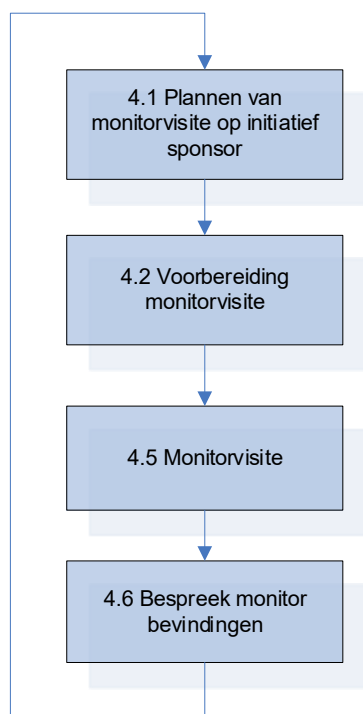 4.1 Plannen van
monitorvisite op initiatief
sponsor
4.2 Voorbereiding
monitorvisite
4.5 Monitorvisite
4.6 Bespreek monitor
bevindingen